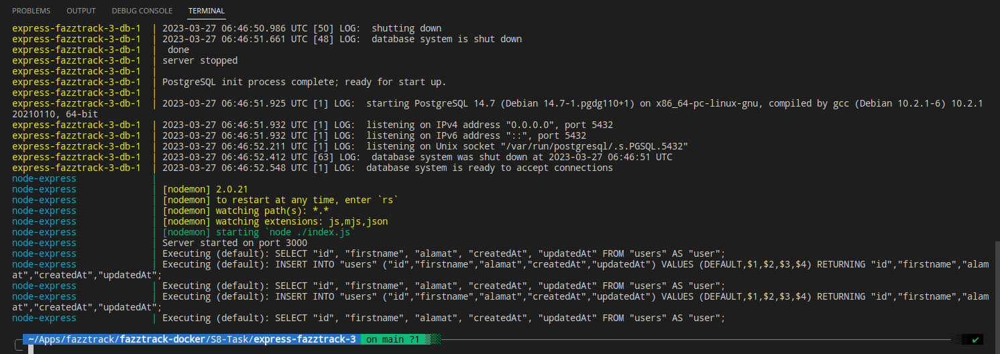 PROBLEMS OUTPUT DEBUG CONSOLE TERMINAL
express-fazztrack-3-db-1 | 2023-03-27 06:46:50.986 UTC [50] LOG: shutting down
express-fazztrack-3-db-1 | 2023-03-27 06:46:51.661 UTC [48] LOG: database system is shut down
express-fazztrack-3-db-1 | done
express-fazztrack-3-db-1 | server stopped
express-fazztrack-3-db-1 |
express-fazztrack-3-db-1 | PostgreSQL init process complete; ready for start up.
express-fazztrack-3-db-1 |
express-fazztrack-3-db-1 | 2023-03-27 06:46:51.925 UTC [1] LOG: starting PostgreSQL 14.7 (Debian 14.7-1.pgdg110+1) on x86_64-pc-linux-gnu, compiled by gcc (Debian 10.2.1-6) 10.2.1
20210110, 64-bit
express-fazztrack-3-db-1 | 2023-03-27 06:46:51.932 UTC [1] LOG: listening on IPv4 address "0.0.0.0", port 5432
express-fazztrack-3-db-1 | 2023-03-27 06:46:51.932 UTC [1] LOG: listening on IPv6 address "::", port 5432
express-fazztrack-3-db-1 | 2023-03-27 06:46:52.211 UTC [1] LOG: listening on Unix socket "/var/run/postgresql/.s.PGSQL.5432"
express-fazztrack-3-db-1 | 2023-03-27 06:46:52.412 UTC [63] LOG: database system was shut down at 2023-03-27 06:46:51 UTC
express-fazztrack-3-db-1 | 2023-03-27 06:46:52.548 UTC [1] LOG: database system is ready to accept connections
node-express |
node-express | [nodemon] 2.0.21
node-express | [nodemon] to restart at any time, enter `rs`
node-express | [nodemon] watching path(s): *.*
node-express | [nodemon] watching extensions: js,mjs,json
node-express | [nodemon] starting `node ./index.js`
node-express | Server started on port 3000
node-express | Executing (default): SELECT "id", "firstname", "alamat", "createdAt", "updatedAt" FROM "users" AS "user";
node-express | Executing (default): INSERT INTO "users" ("id","firstname","alamat","createdAt","updatedAt") VALUES (DEFAULT,$1,$2,$3,$4) RETURNING "id","firstname","alam
at","createdAt","updatedAt";
node-express | Executing (default): SELECT "id", "firstname", "alamat", "createdAt", "updatedAt" FROM "users" AS "user";
node-express | Executing (default): INSERT INTO "users" ("id","firstname","alamat","createdAt","updatedAt") VALUES (DEFAULT,$1,$2,$3,$4) RETURNING "id","firstname","alam
at","createdAt","updatedAt";
node-express | Executing (default): SELECT "id", "firstname", "alamat", "createdAt", "updatedAt" FROM "users" AS "user";
~/Apps/fazztrack/fazztrack-docker/S8-Task/express-fazztrack-3 on main ?1 ✔